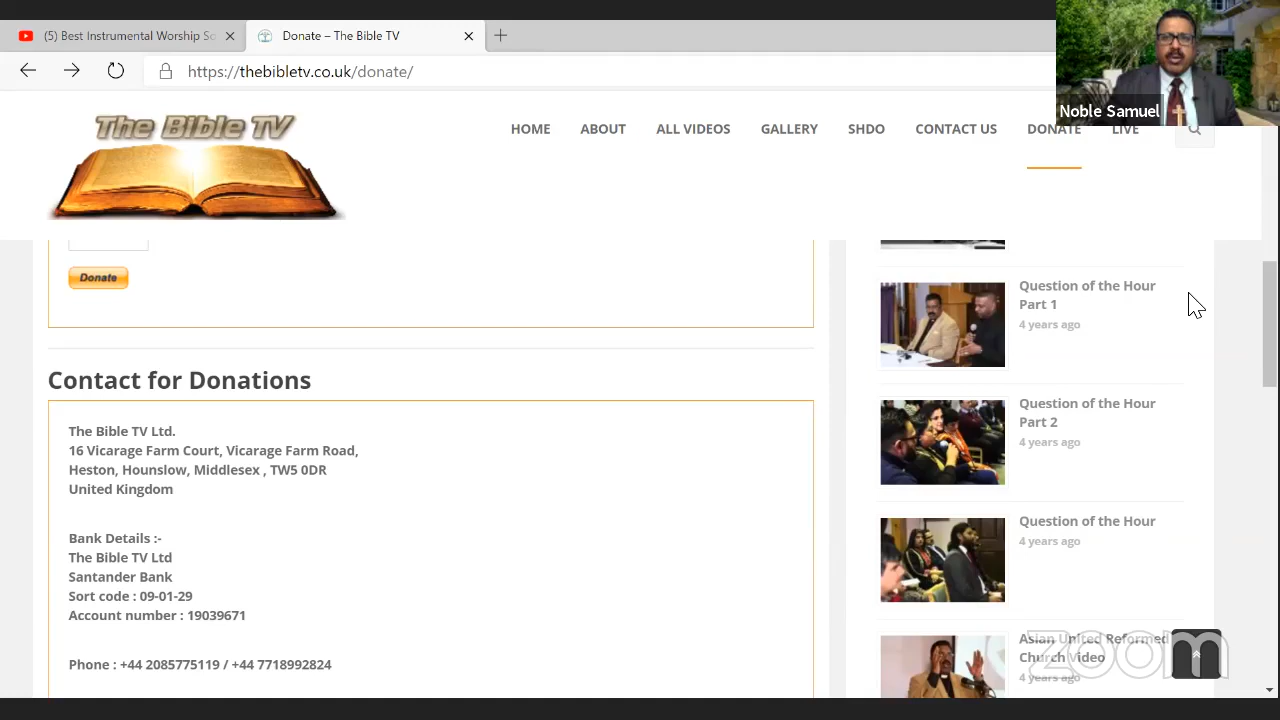 (5) Best Instrumental Worship So
Donate – The Bible TV
https://thebibletv.co.uk/donate/
Noble Samuel
The Bible TV
HOME ABOUT ALL VIDEOS GALLERY SHDO CONTACT US DONATE LIVE
Donate
Contact for Donations
The Bible TV Ltd.
16 Vicarage Farm Court, Vicarage Farm Road,
Heston, Hounslow, Middlesex , TW5 0DR
United Kingdom
Bank Details :-
The Bible TV Ltd
Santander Bank
Sort code : 09-01-29
Account number : 19039671
Phone : +44 2085775119 / +44 7718992824
Question of the Hour
Part 1
4 years ago
Question of the Hour
Part 2
4 years ago
Question of the Hour
4 years ago
Asian United Reformed
Church Video
4 years ago
zoom